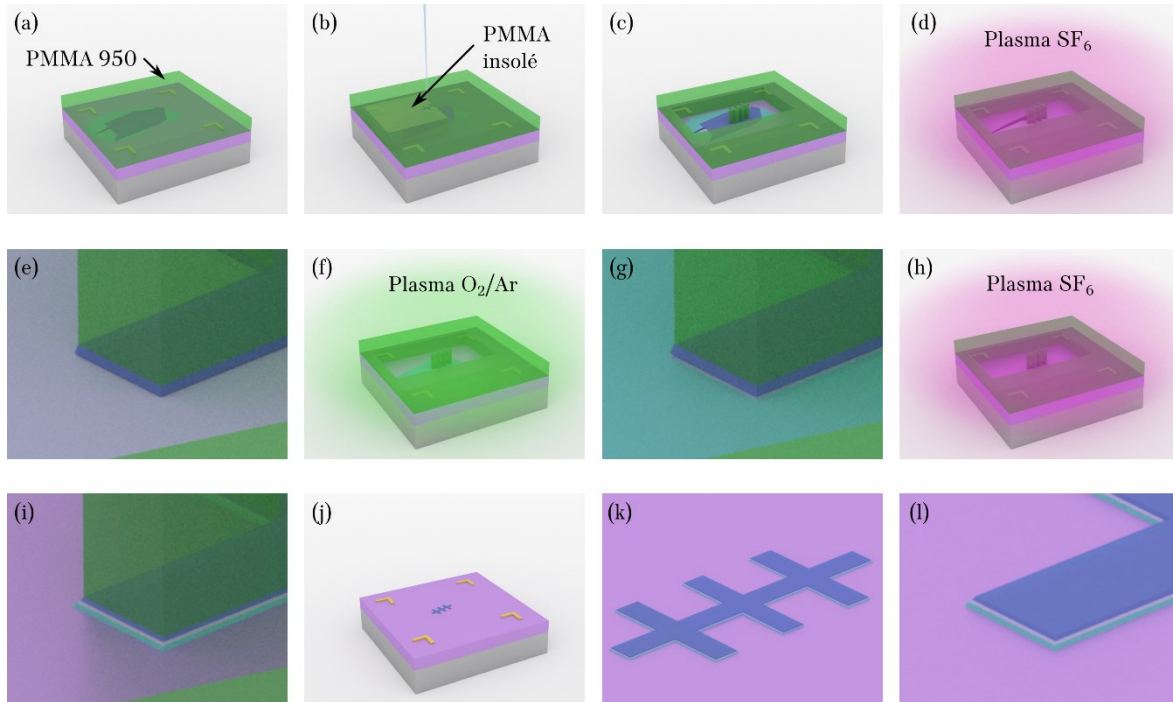 (a)
PMMA 950
(b)
PMMA
insolé
(c)
(d)
Plasma SF₆
(e)
(f)
Plasma O₂/Ar
(g)
(h)
Plasma SF₆
(i)
(j)
(k)
(l)